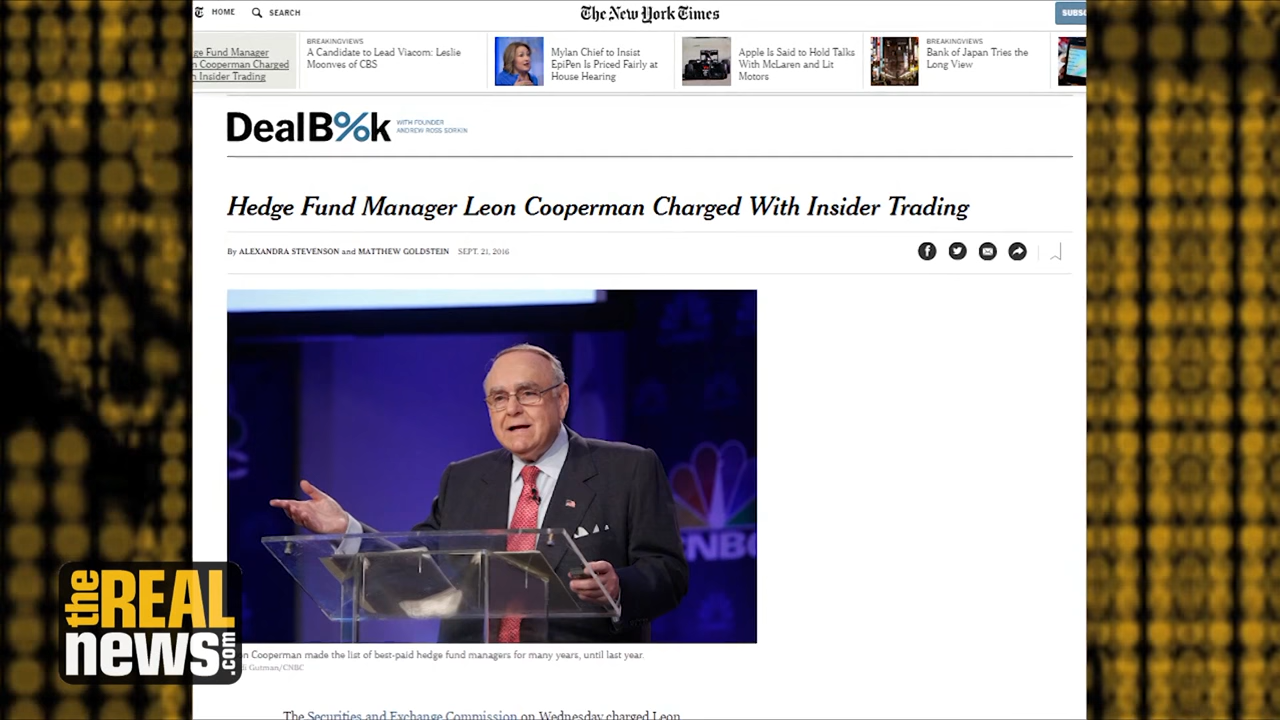 HOME
SEARCH
The New York Times
SUBSC
ge Fund Manager
n Cooperman Charged
n Insider Trading
BREAKINGVIEWS
A Candidate to Lead Viacom: Leslie
Moonves of CBS
Mylan Chief to Insist
EpiPen Is Priced Fairly at
House Hearing
Apple Is Said to Hold Talks
With McLaren and Lit
Motors
BREAKINGVIEWS
Bank of Japan Tries the
Long View
DealB%k
WITH FOUNDER
ANDREW ROSS SORKIN
Hedge Fund Manager Leon Cooperman Charged With Insider Trading
By ALEXANDRA STEVENSON and MATTHEW GOLDSTEIN SEPT. 21, 2016
CNBC
on Cooperman made the list of best-paid hedge fund managers for many years, until last year.
Gutman/CNBC
The Securities and Exchange Commission on Wednesday charged Leon
the REAL
news.com